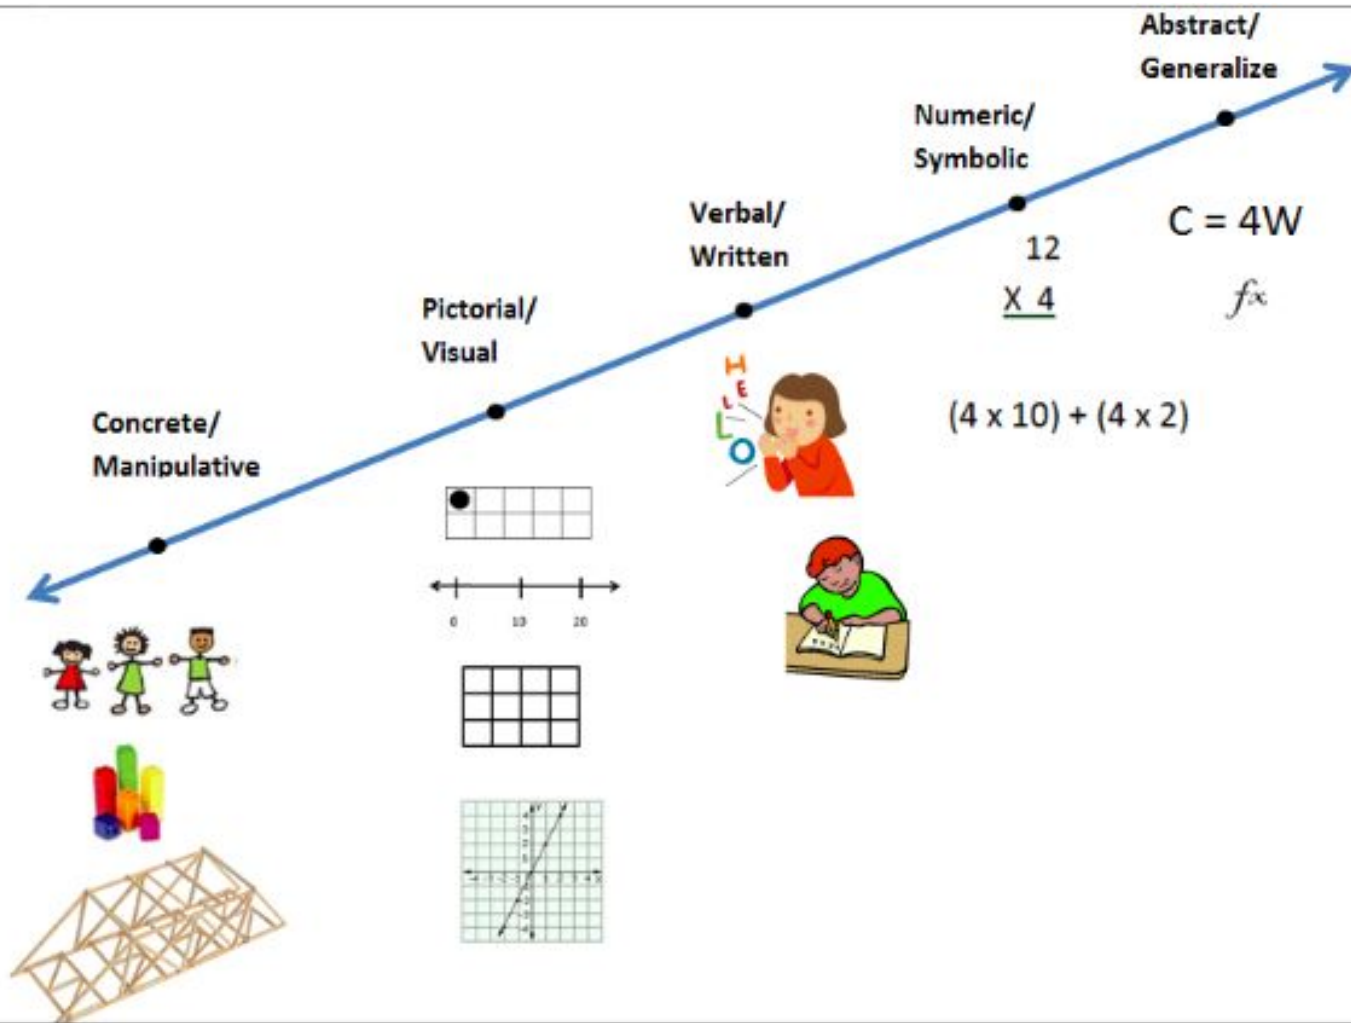 Abstract/
Generalize
Numeric/
Symbolic
Verbal/
Written
Pictorial/
Visual
Concrete/
Manipulative
C = 4W
12
X 4
fx
(4 x 10) + (4 x 2)
H
E
L
L
O
0 10 20